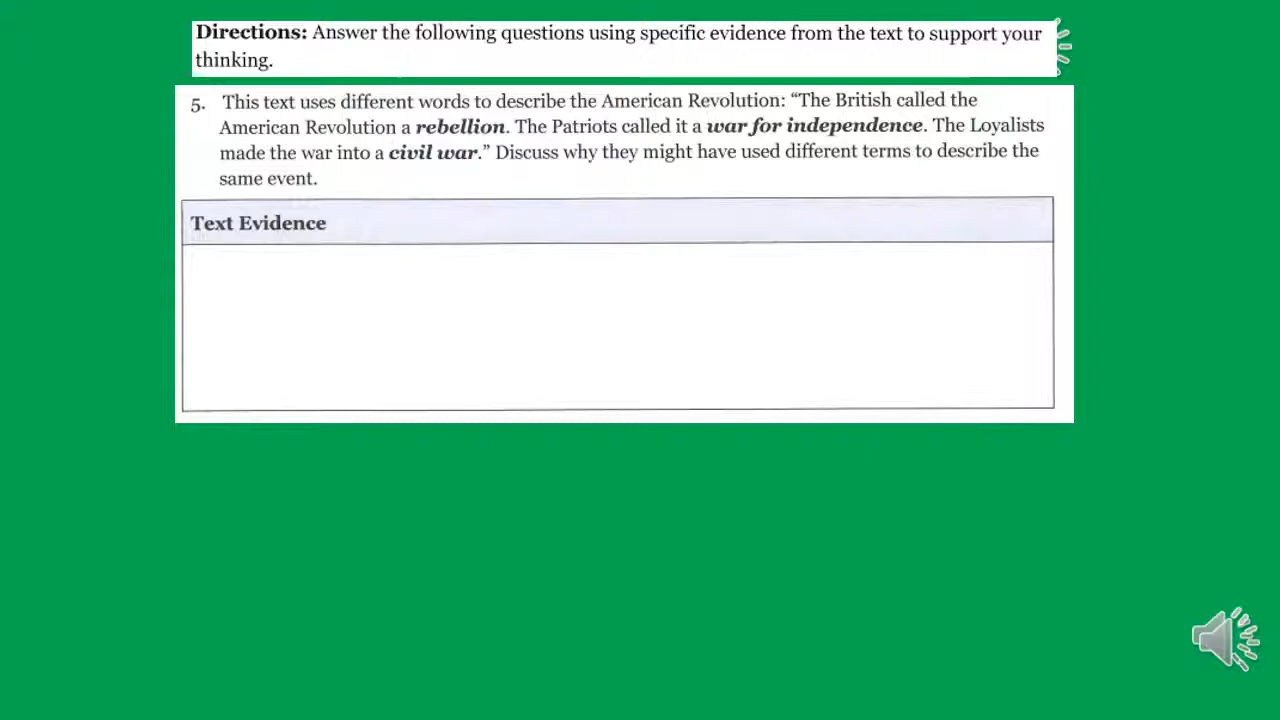 Directions: Answer the following questions using specific evidence from the text to support your
thinking.
5. This text uses different words to describe the American Revolution: “The British called the
American Revolution a rebellion. The Patriots called it a war for independence. The Loyalists
made the war into a civil war.” Discuss why they might have used different terms to describe the
same event.
Text Evidence